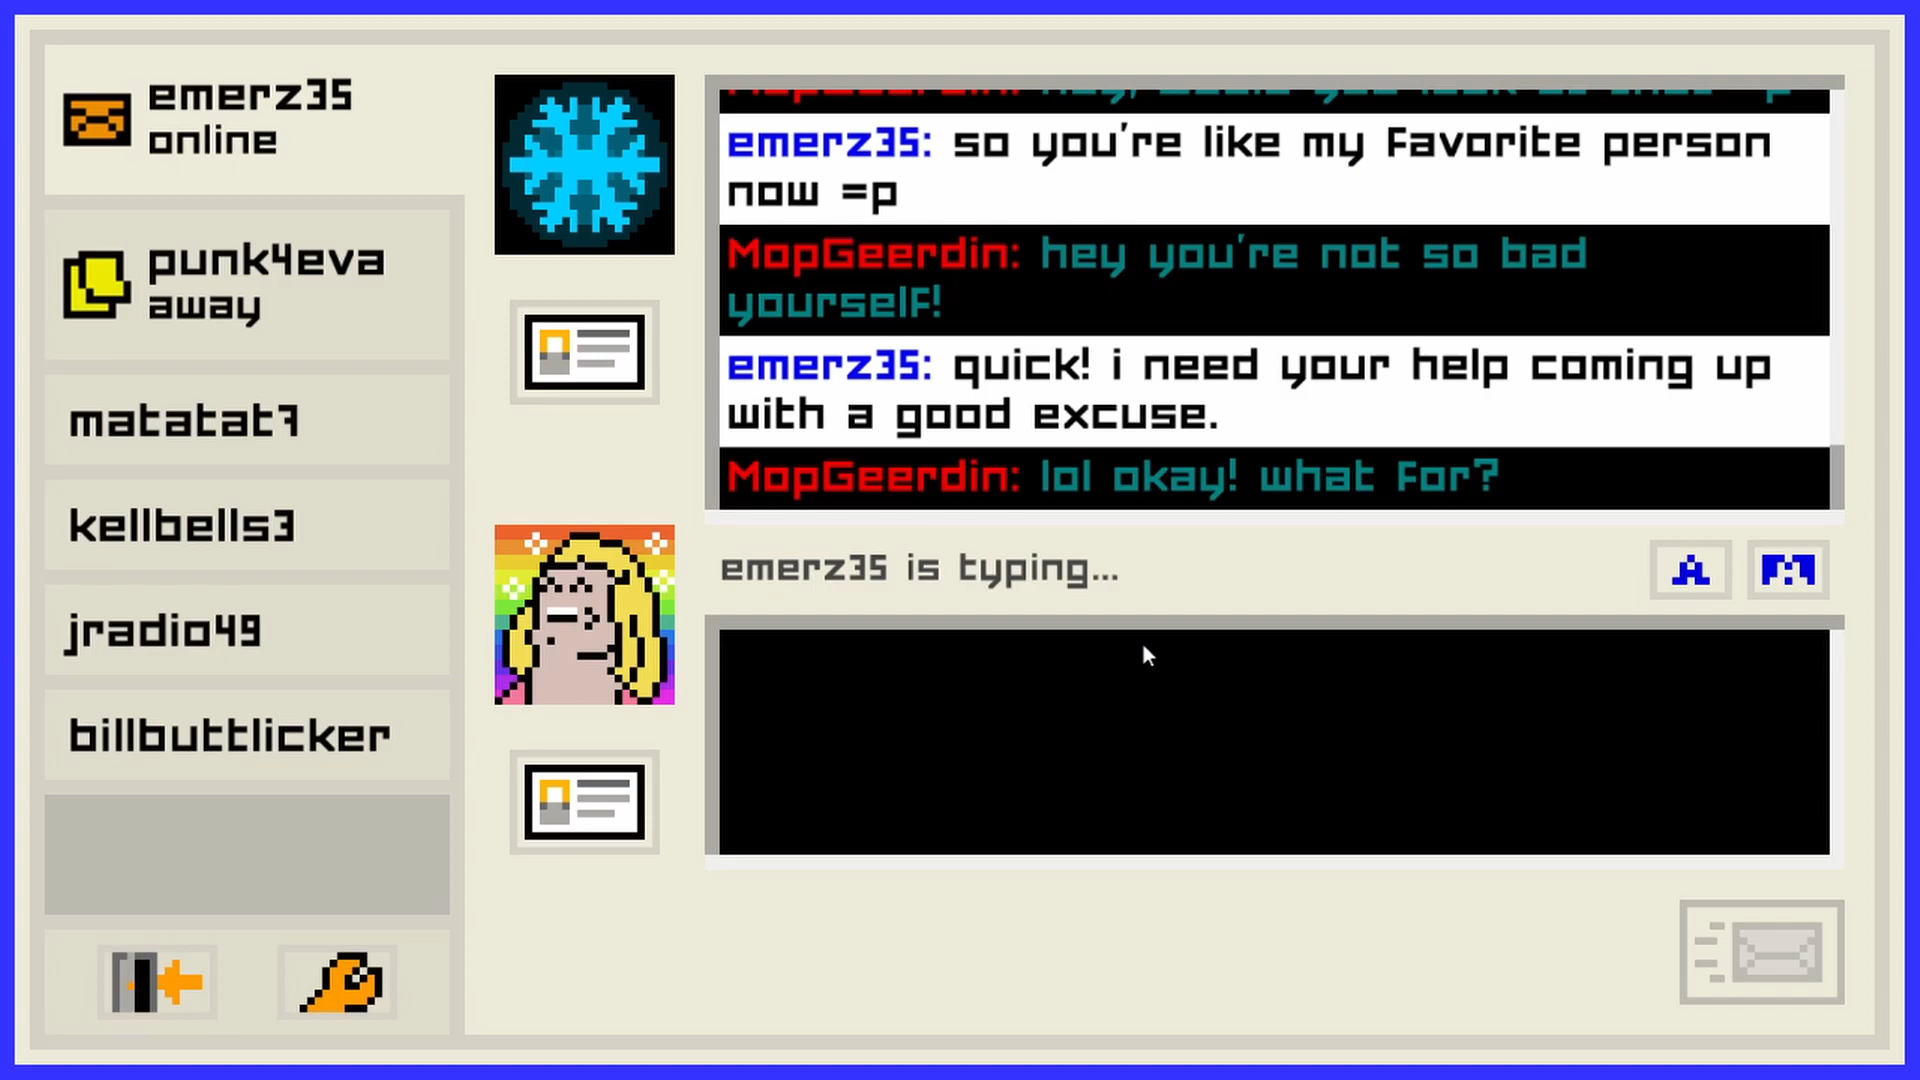 emerz35
online
punk4eva
away
matatat7
kellbells3
jradio49
billbuttlicker
emerz35: so you're like my favorite person
now =p
MopGeerdin: hey you're not so bad
yourself!
emerz35: quick! i need your help coming up
with a good excuse.
MopGeerdin: lol okay! what for?
emerz35 is typing...
A